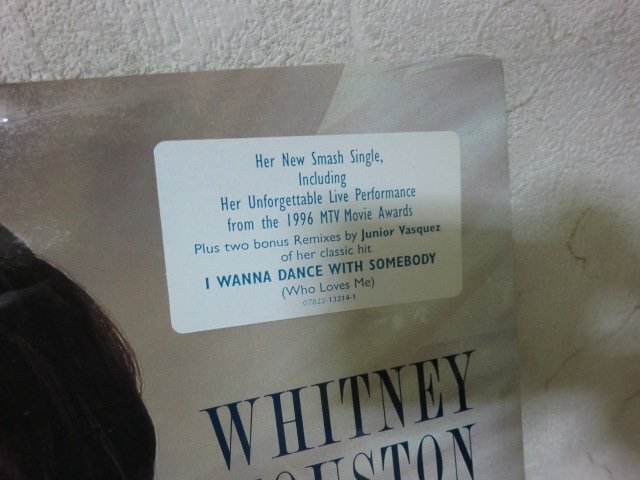 Her New Smash Single,
Including
Her Unforgettable Live Performance
from the 1996 MTV Movie Awards
Plus two bonus Remixes by Junior Vasquez
of her classic hit
I WANNA DANCE WITH SOMEBODY
(Who Loves Me)
07822-13214-1
WHITNEY
HOUSTON